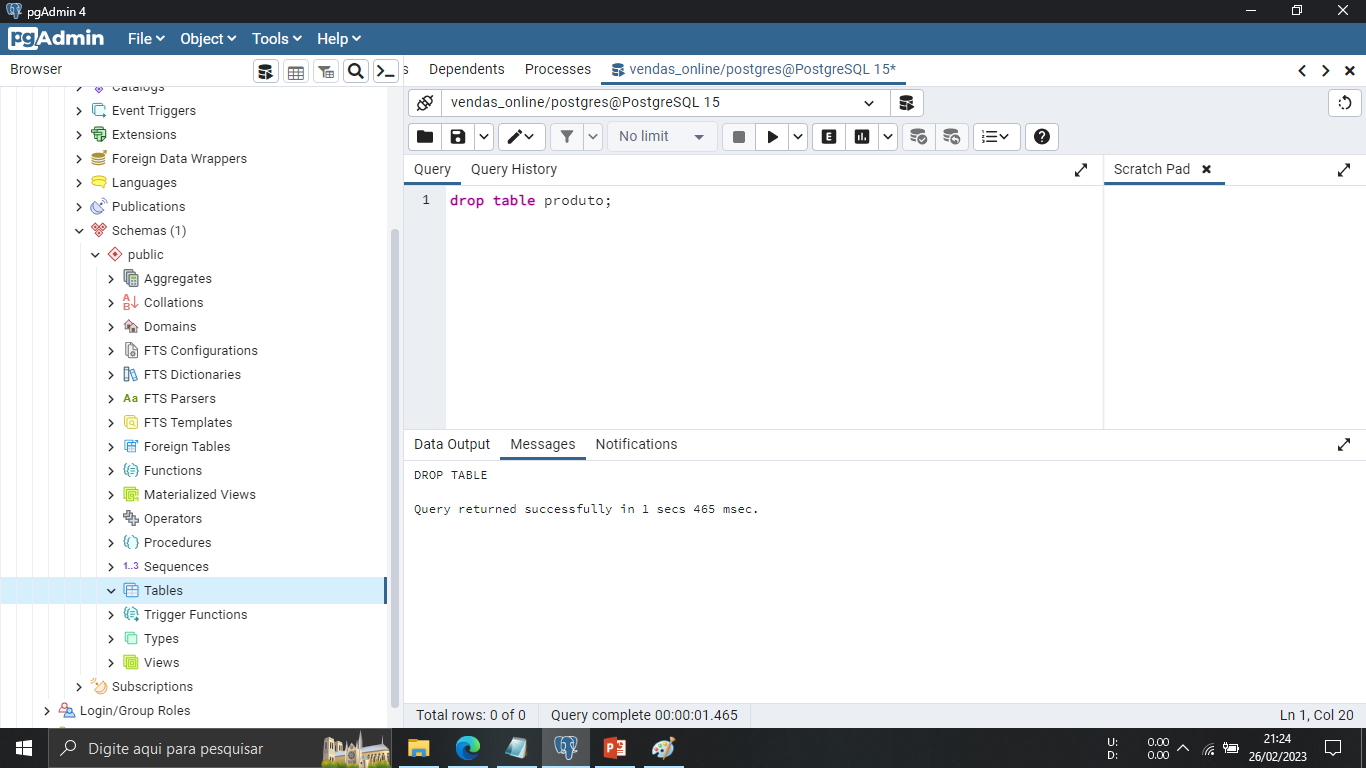 pgAdmin 4
pgAdmin File Object Tools Help
Browser
s Dependents Processes vendas_online/postgres@PostgreSQL 15*
vendas_online/postgres@PostgreSQL 15
No limit
E
Query Query History
Scratch Pad
1 drop table produto;
Catalogs
Event Triggers
Extensions
Foreign Data Wrappers
Languages
Publications
Schemas (1)
public
Aggregates
Collations
Domains
FTS Configurations
FTS Dictionaries
Aa FTS Parsers
FTS Templates
Foreign Tables
Functions
Materialized Views
Operators
Procedures
1..3 Sequences
Tables
Trigger Functions
Types
Views
Subscriptions
Login/Group Roles
Data Output Messages Notifications
DROP TABLE
Query returned successfully in 1 secs 465 msec.
Total rows: 0 of 0 Query complete 00:00:01.465 Ln 1, Col 20
Digite aqui para pesquisar
U: 0.00
D: 0.00
21:24
26/02/2023